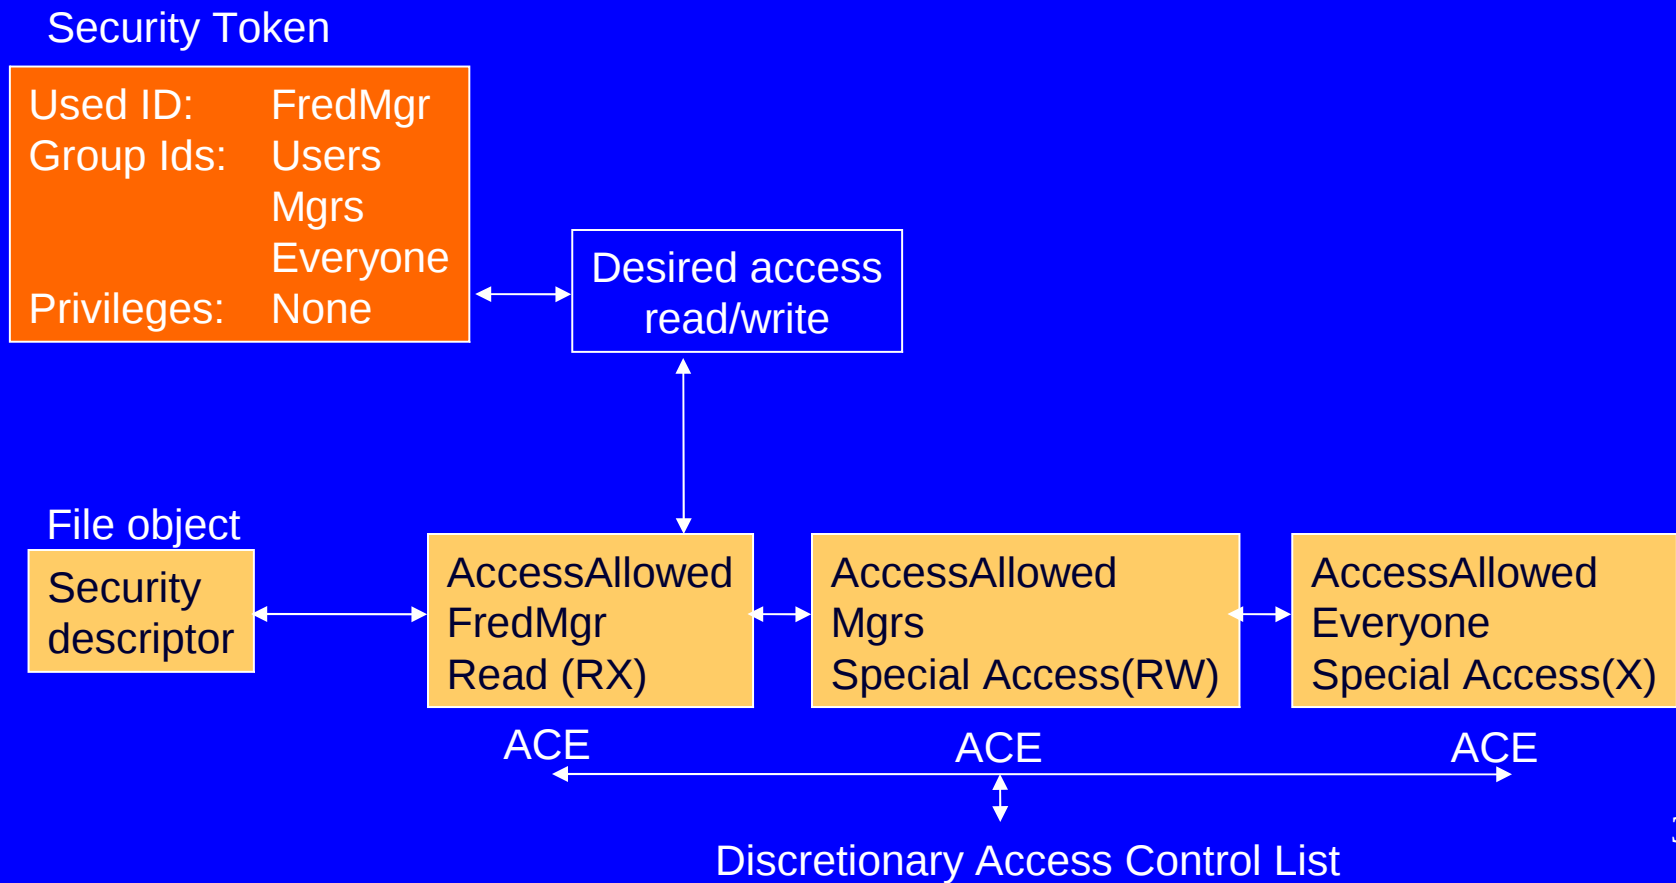 Security Token
Used ID: FredMgr
Group Ids: Users
Mgrs
Everyone
Privileges: None
Desired access
read/write
File object
Security
descriptor
AccessAllowed
FredMgr
Read (RX)
AccessAllowed
Mgrs
Special Access(RW)
AccessAllowed
Everyone
Special Access(X)
ACE
ACE
ACE
Discretionary Access Control List